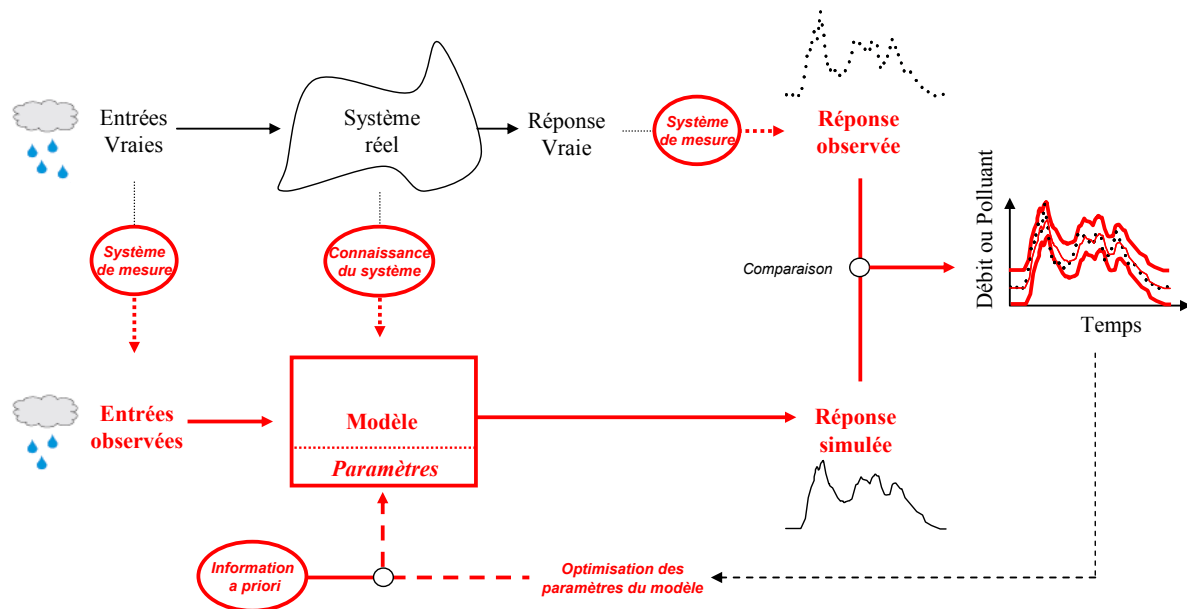 Entrées
Vraies
Système
réel
Réponse
Vraie
Système
de mesure
Réponse
observée
Système
de mesure
Connaissance
du système
Comparaison
Débit ou Polluant
Temps
Entrées
observées
Modèle
Paramètres
Réponse
simulée
Information
a priori
Optimisation des
paramètres du modèle